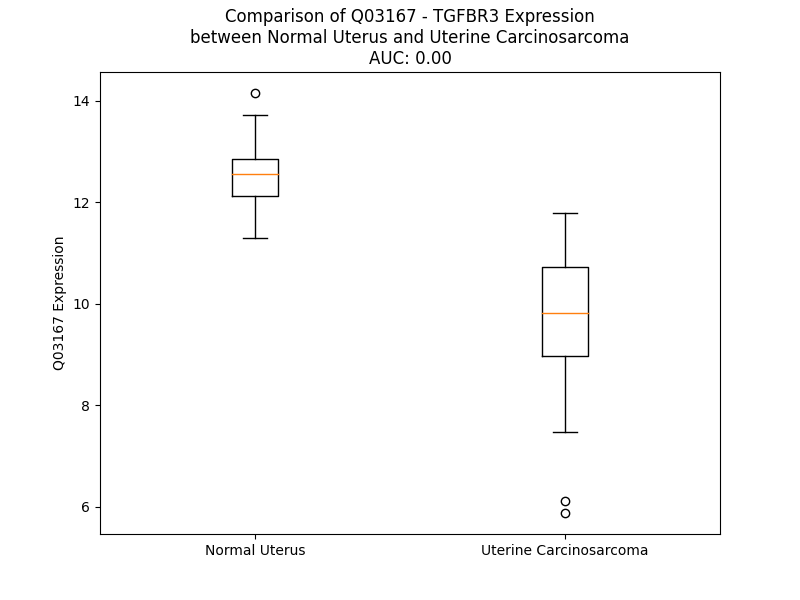 Comparison of Q03167 - TGFBR3 Expression
between Normal Uterus and Uterine Carcinosarcoma
AUC: 0.00
14
12
10
8
6
Q03167 Expression
Normal Uterus
Uterine Carcinosarcoma